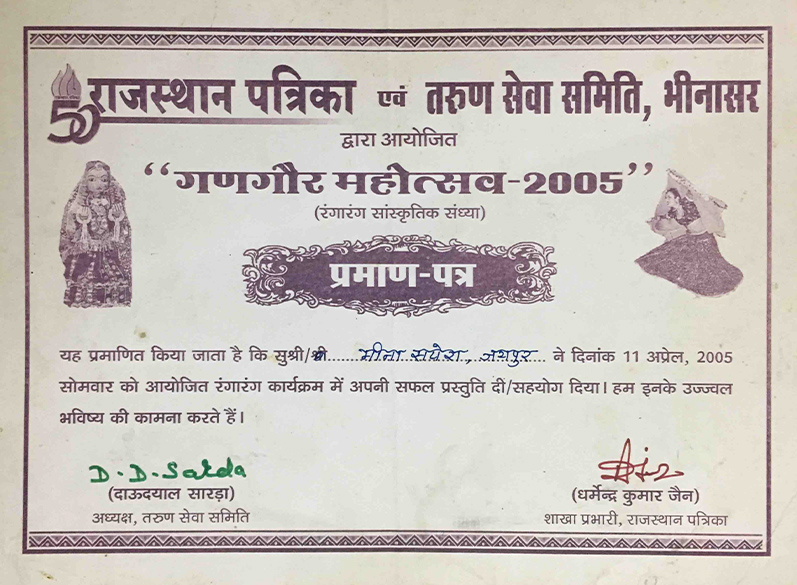 50 राजस्थान पत्रिका एवं तरुण सेवा समिति, भीनासर
द्वारा आयोजित
“गणगौर महोत्सव-2005”
(रंगारंग सांस्कृतिक संध्या)
प्रमाण-पत्र
यह प्रमाणित किया जाता है कि सुश्री/श्री.......मीना सपेरा, जयपुर... ने दिनांक 11 अप्रेल, 2005
सोमवार को आयोजित रंगारंग कार्यक्रम में अपनी सफल प्रस्तुति दी/सहयोग दिया। हम इनके उज्ज्वल
भविष्य की कामना करते हैं।
D. D. Sarda
(दाऊदयाल सारड़ा)
अध्यक्ष, तरुण सेवा समिति
(धर्मेन्द्र कुमार जैन)
शाखा प्रभारी, राजस्थान पत्रिका